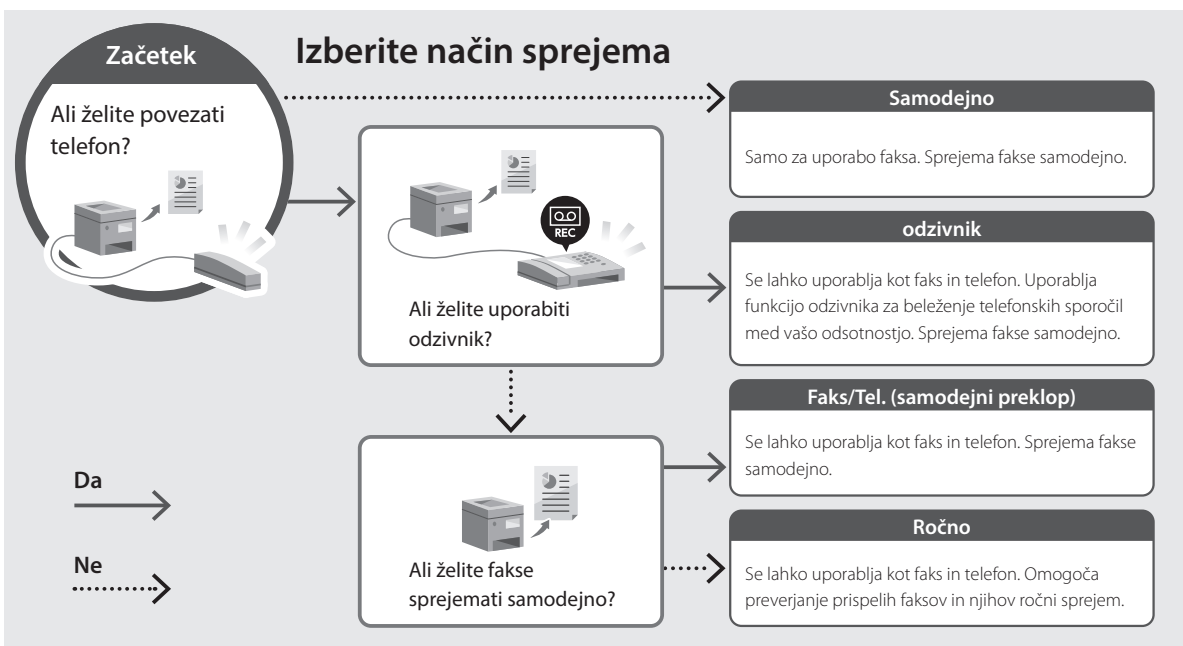 Začetek
Izberite način sprejema
Ali želite povezati
telefon?
Samodejno
Samo za uporabo faksa. Sprejema fakse samodejno.
REC
Ali želite uporabiti
odzivnik?
odzivnik
Se lahko uporablja kot faks in telefon. Uporablja
funkcijo odzivnika za beleženje telefonskih sporočil
med vašo odsotnostjo. Sprejema fakse samodejno.
Faks/Tel. (samodejni preklop)
Se lahko uporablja kot faks in telefon. Sprejema fakse
samodejno.
Da
Ne
Ali želite fakse
sprejemati samodejno?
Ročno
Se lahko uporablja kot faks in telefon. Omogoča
preverjanje prispelih faksov in njihov ročni sprejem.